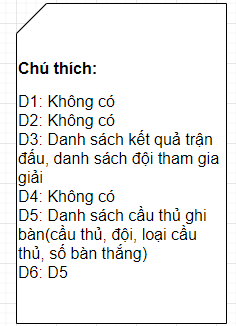 Chú thích:
D1: Không có
D2: Không có
D3: Danh sách kết quả trận
đấu, danh sách đội tham gia
giải
D4: Không có
D5: Danh sách cầu thủ ghi
bàn(cầu thủ, đội, loại cầu
thủ, số bàn thắng)
D6: D5